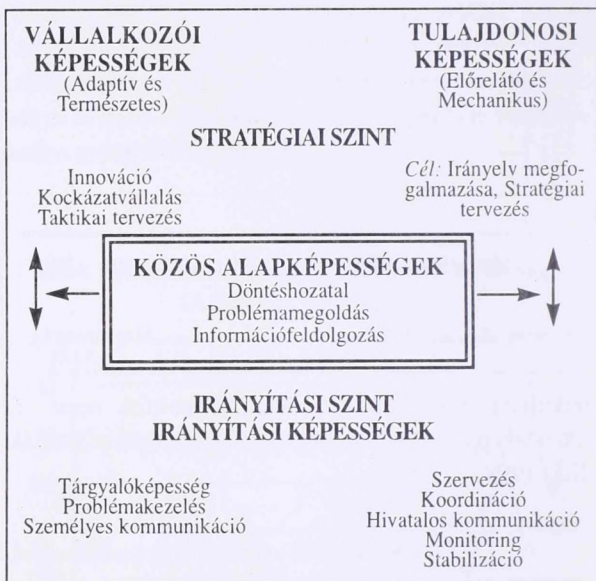 VÁLLALKOZÓI
KÉPESSÉGEK
(Adaptív és
Természetes)
TULAJDONOSI
KÉPESSÉGEK
(Előrelátó és
Mechanikus)
STRATÉGIAI SZINT
Innováció
Kockázatvállalás
Taktikai tervezés
Cél: Irányelv megfo-
galmazása, Stratégiai
tervezés
KÖZÖS ALAPKÉPESSÉGEK
Döntéshozatal
Problémamegoldás
Információfeldolgozás
IRÁNYÍTÁSI SZINT
IRÁNYÍTÁSI KÉPESSÉGEK
Tárgyalóképesség
Problémakezelés
Személyes kommunikáció
Szervezés
Koordináció
Hivatalos kommunikáció
Monitoring
Stabilizáció